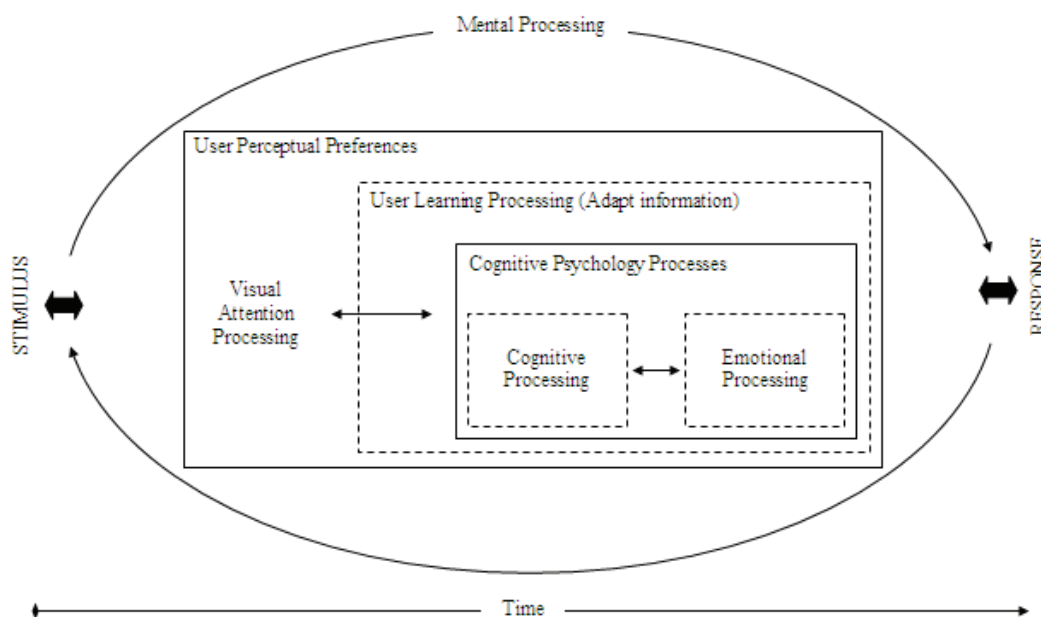 Mental Processing
User Perceptual Preferences
User Learning Processing (Adapt information)
Cognitive Psychology Processes
STIMULUS
Visual
Attention
Processing
Cognitive
Processing
Emotional
Processing
RESPONSE
Time